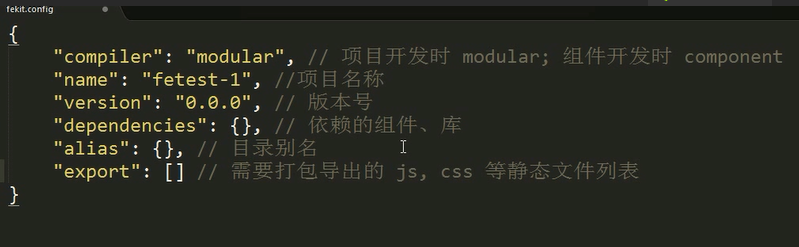 fekit.config
{
"compiler": "modular", // 项目开发时 modular; 组件开发时 component
"name": "fetest-1", //项目名称
"version": "0.0.0", // 版本号
"dependencies": {}, // 依赖的组件、库
"alias": {}, // 目录别名
"export": [] // 需要打包导出的 js, css 等静态文件列表
}